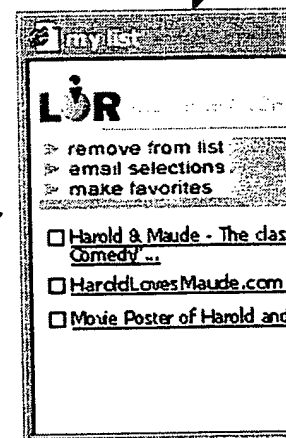 my list
remove from list
email selections
make favorites
Harold & Maude - The clas
Comedy"...
HaroldLovesMaude.com
Movie Poster of Harold and